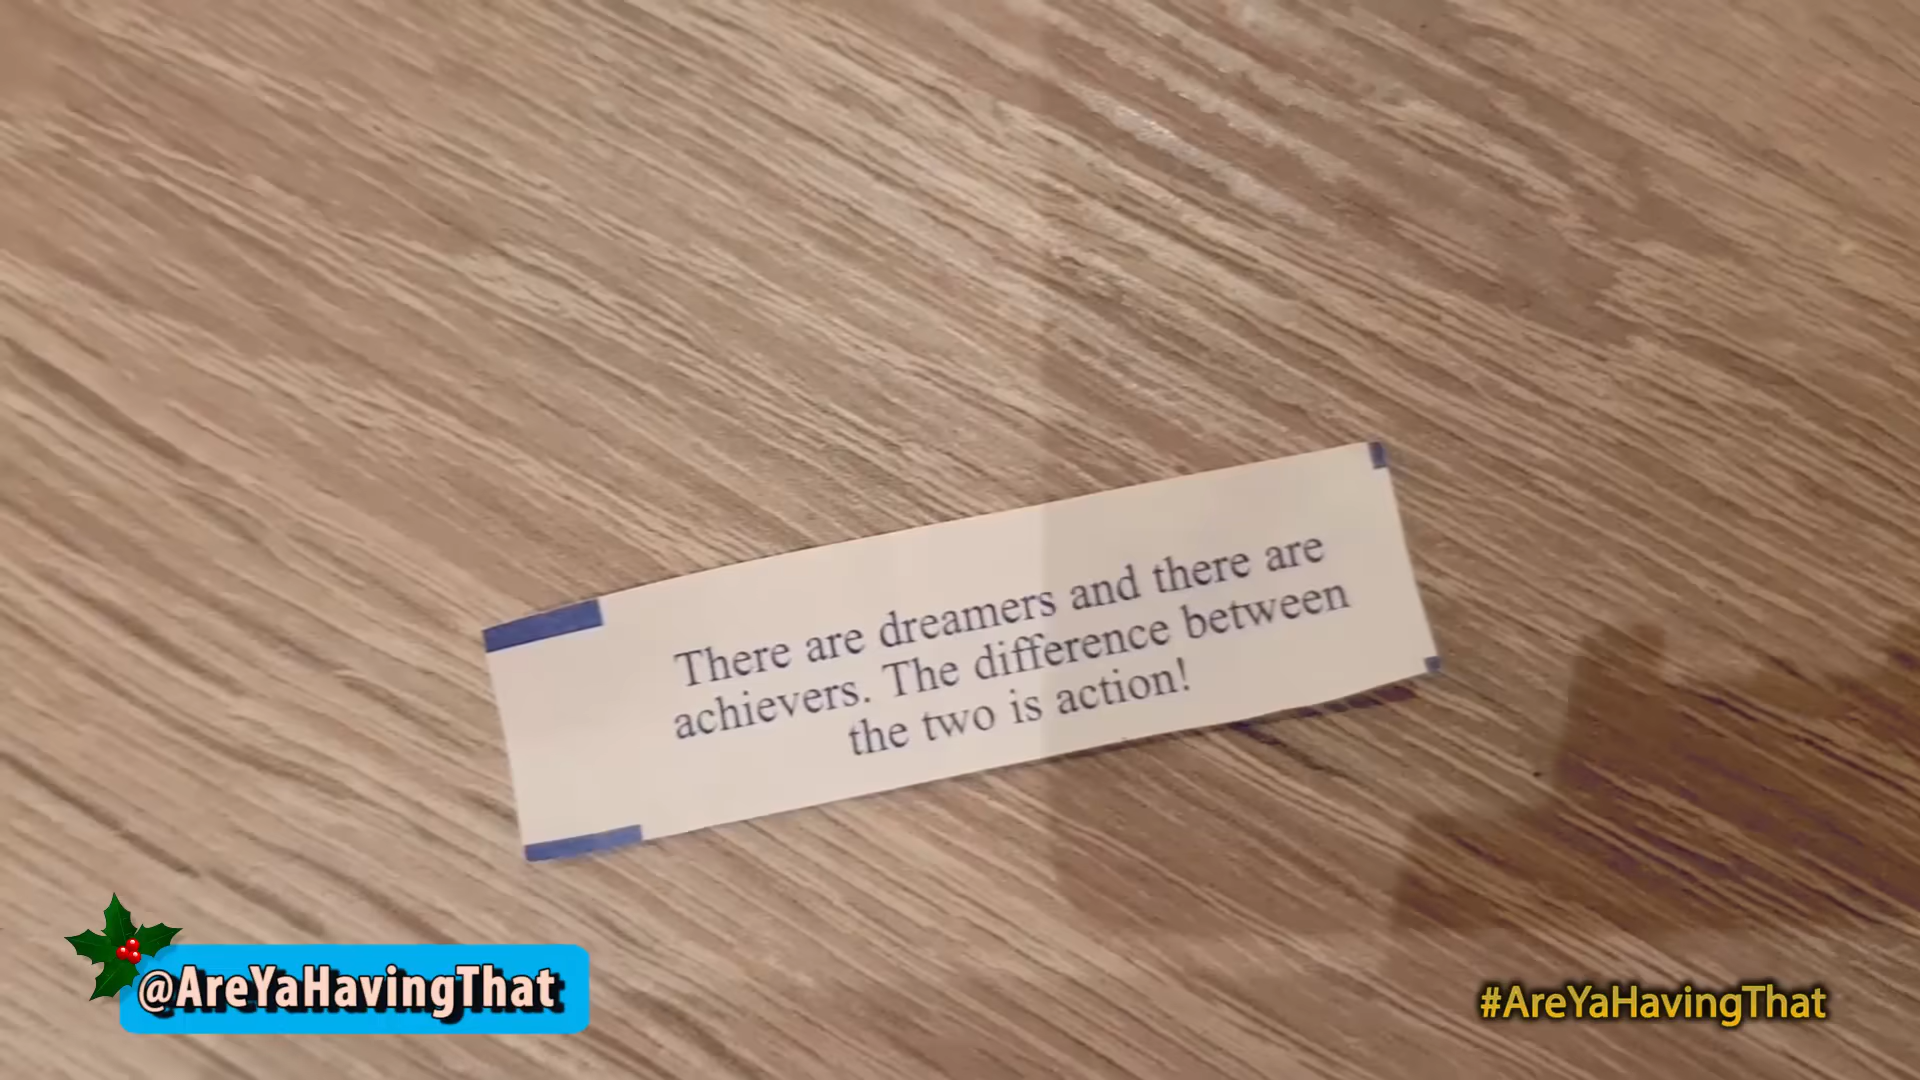 There are dreamers and there are
achievers. The difference between
the two is action!
@AreYaHavingThat
#AreYaHavingThat